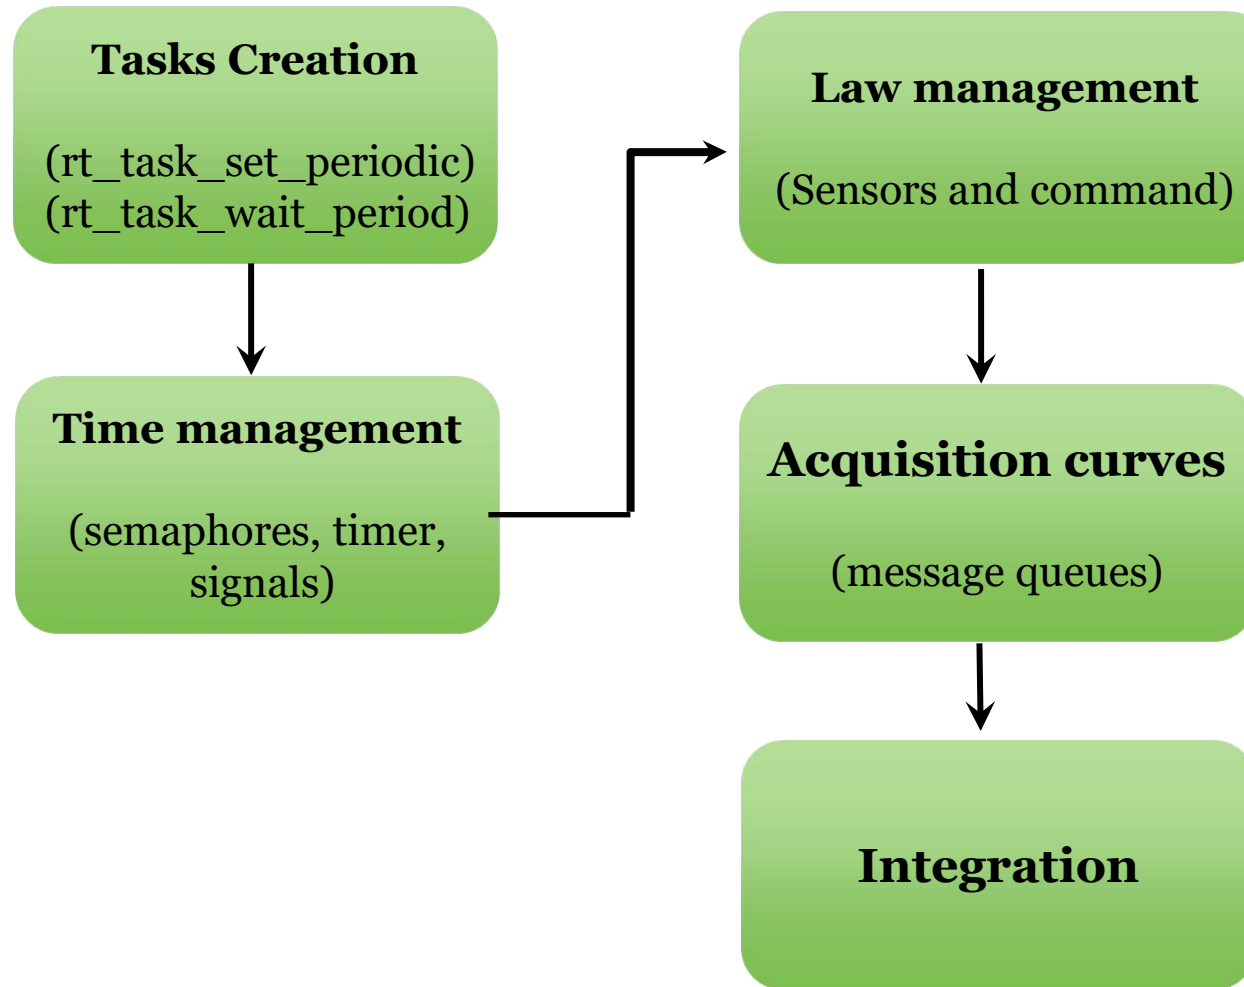 Tasks Creation
(rt_task_set_periodic)
(rt_task_wait_period)
Time management
(semaphores, timer,
signals)
Law management
(Sensors and command)
Acquisition curves
(message queues)
Integration